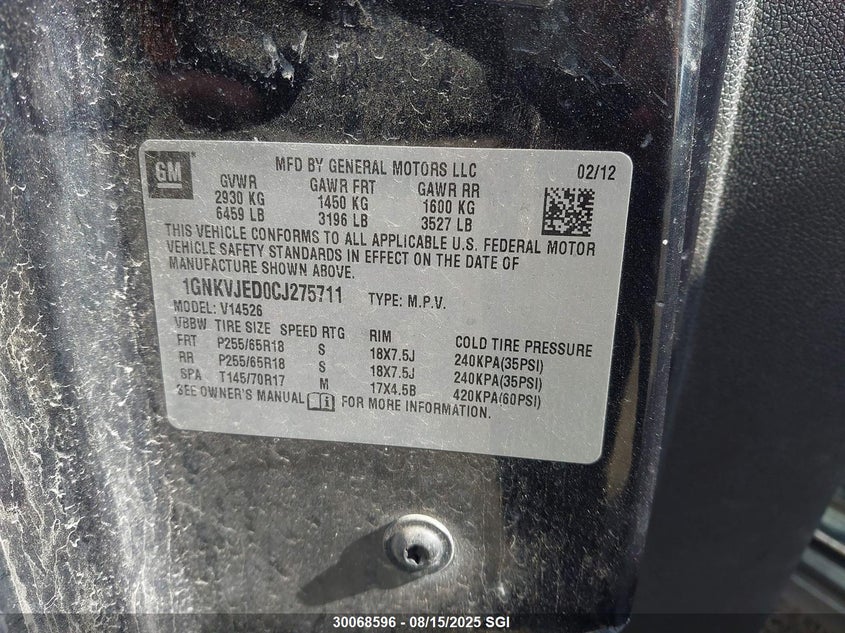 GM
MFD BY GENERAL MOTORS LLC 02/12
GVWR GAWR FRT GAWR RR
2930 KG 1450 KG 1600 KG
6459 LB 3196 LB 3527 LB
THIS VEHICLE CONFORMS TO ALL APPLICABLE U.S. FEDERAL MOTOR
VEHICLE SAFETY STANDARDS IN EFFECT ON THE DATE OF
MANUFACTURE SHOWN ABOVE.
1GNKVJED0CJ275711 TYPE: M.P.V.
MODEL: V14526
VBBW TIRE SIZE SPEED RTG RIM COLD TIRE PRESSURE
FRT P255/65R18 S 18X7.5J 240KPA(35PSI)
RR P255/65R18 S 18X7.5J 240KPA(35PSI)
SPA T145/70R17 M 17X4.5B 420KPA(60PSI)
SEE OWNER'S MANUAL FOR MORE INFORMATION.
30068596 - 08/15/2025 SGI